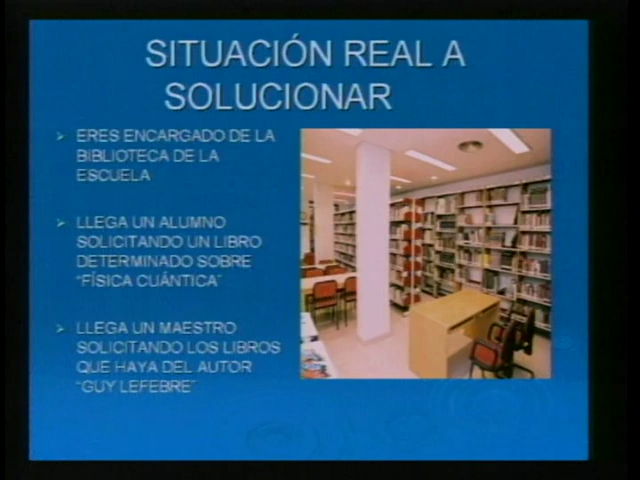 SITUACIÓN REAL A
SOLUCIONAR
ERES ENCARGADO DE LA
BIBLIOTECA DE LA
ESCUELA
LLEGA UN ALUMNO
SOLICITANDO UN LIBRO
DETERMINADO SOBRE
"FÍSICA CUÁNTICA"
LLEGA UN MAESTRO
SOLICITANDO LOS LIBROS
QUE HAYA DEL AUTOR
"GUY LEFEBRE"